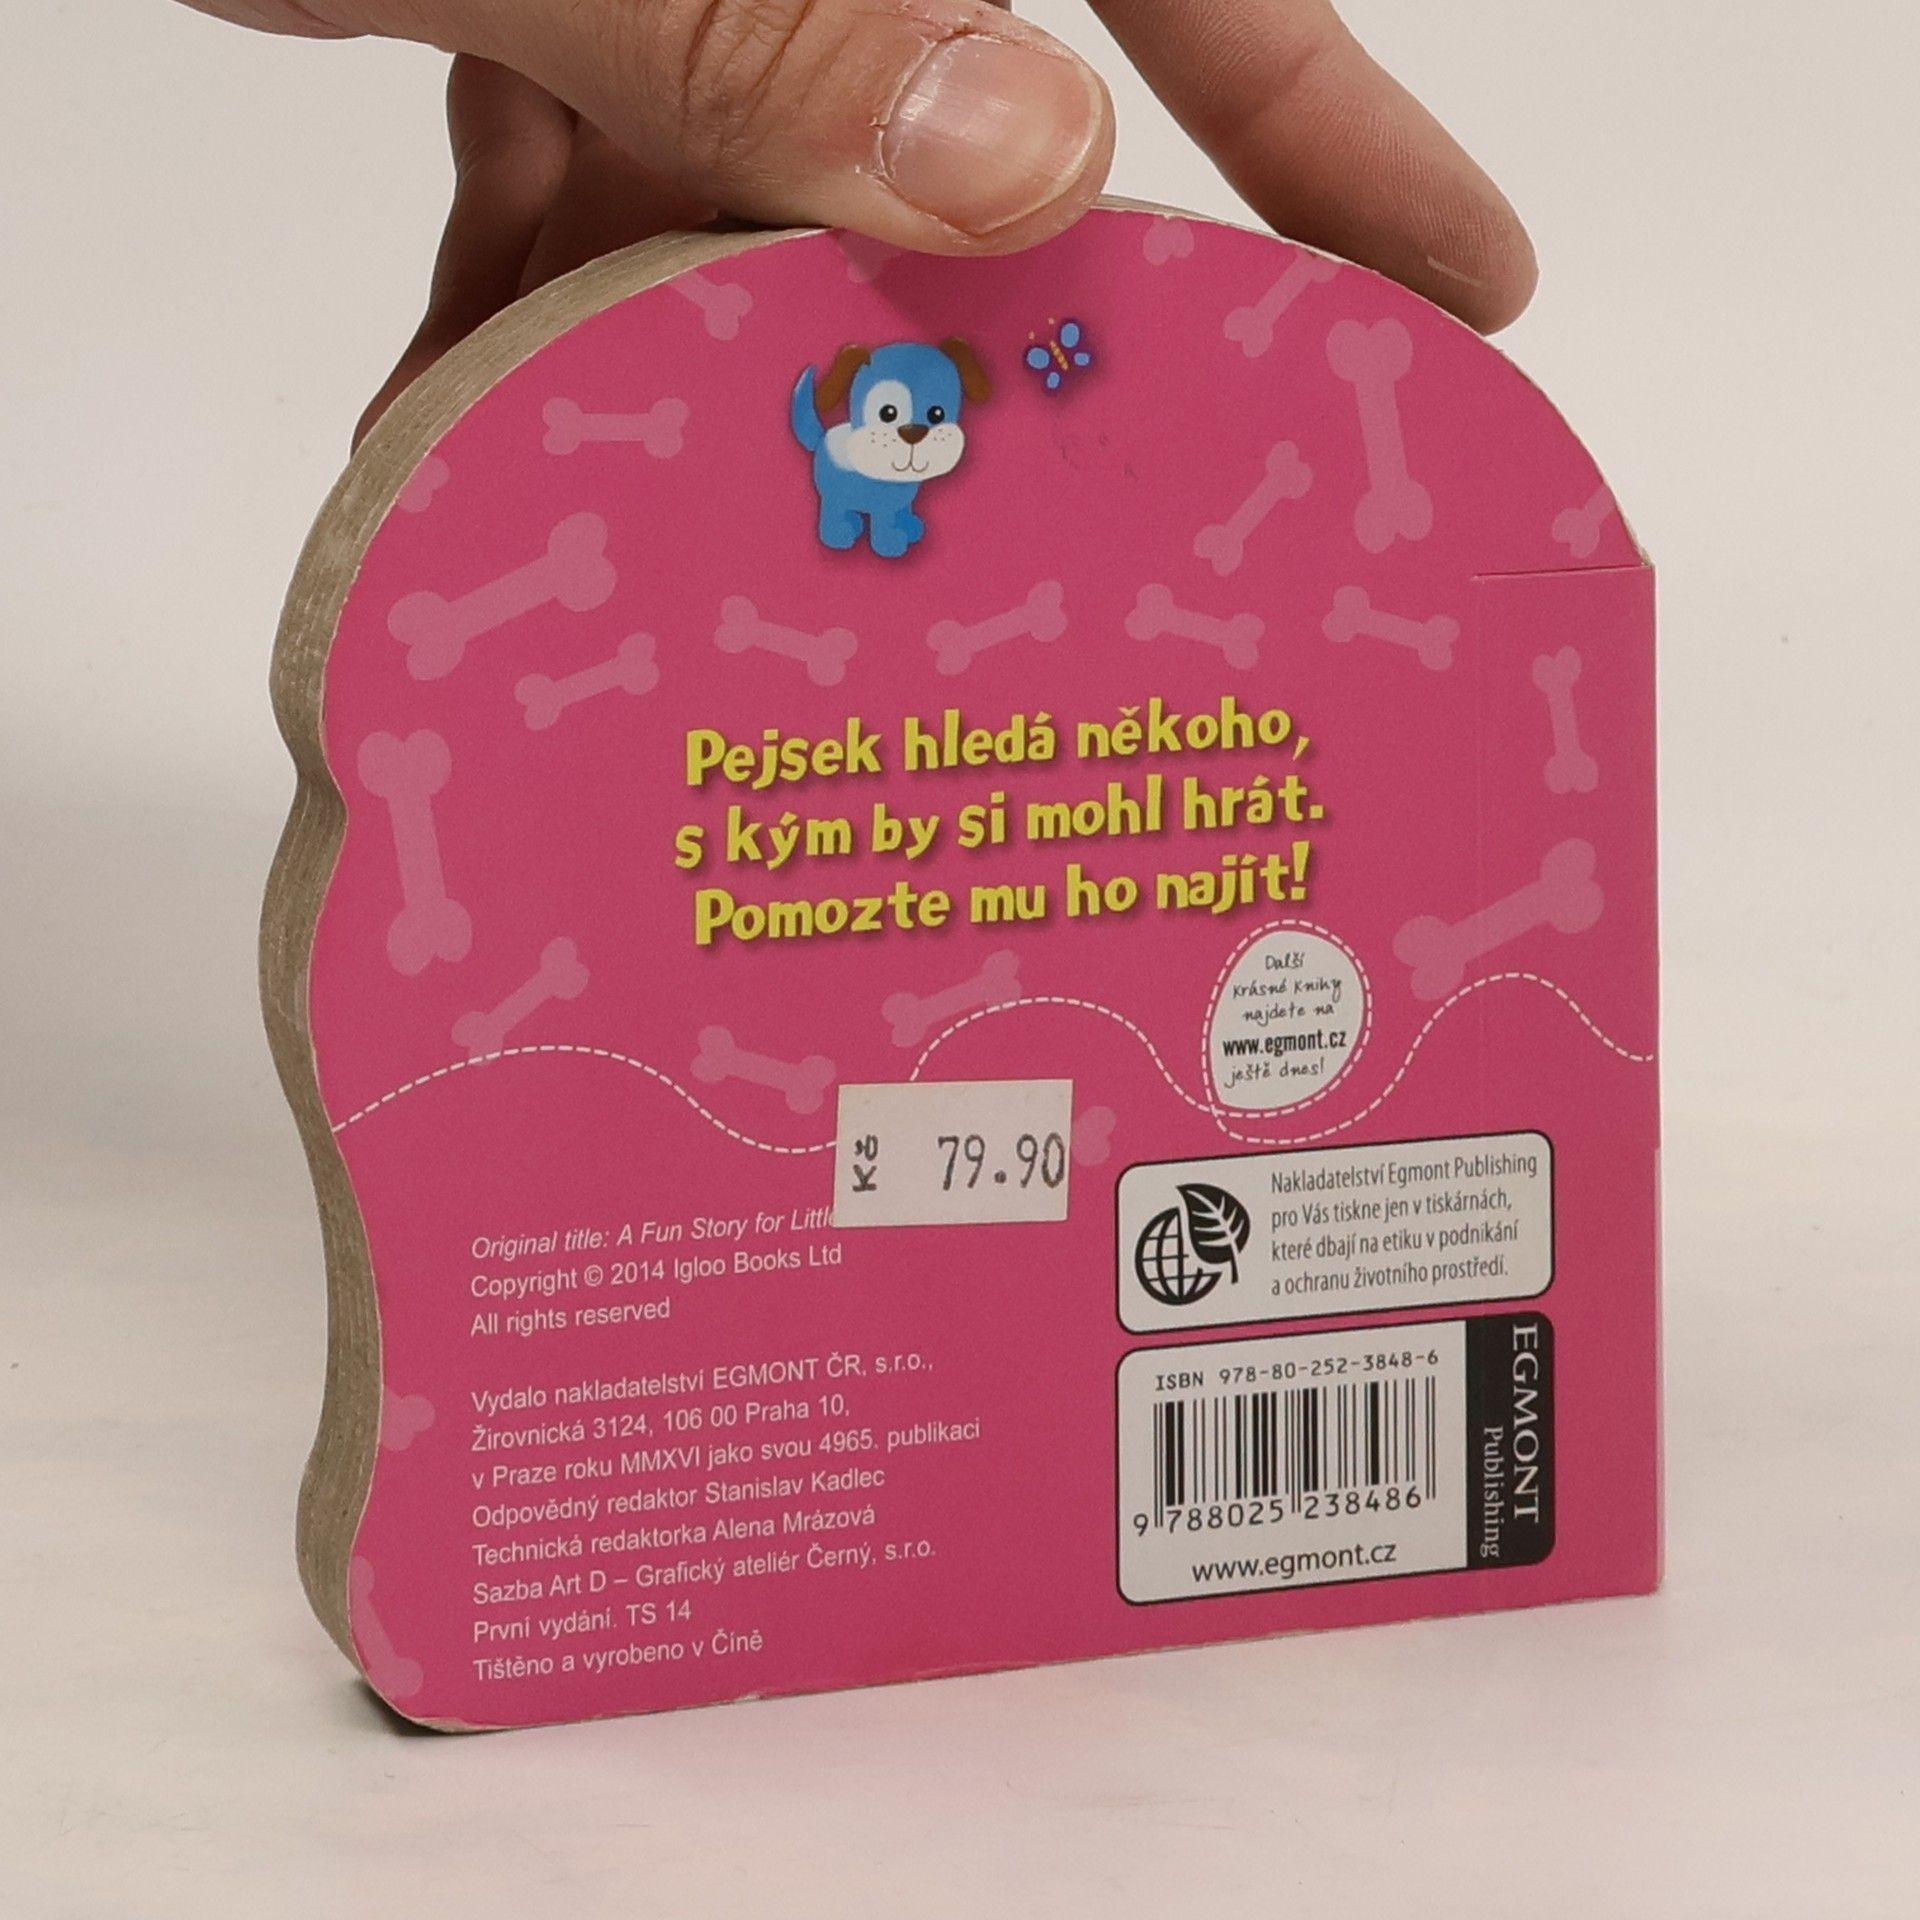 Pejsek hledá někoho,
s kým by si mohl hrát.
Pomozte mu ho najít!
Další
krásné knihy
najdete na
www.egmont.cz
ještě dnes!
Kč 79.90
Original title: A Fun Story for
Copyright © 2014 Igloo Books Ltd
All rights reserved
Vydalo nakladatelství EGMONT ČR, s.r.o.,
Žirovnická 3124, 106 00 Praha 10,
v Praze roku MMXVI jako svou 4965. publikaci
Odpovědný redaktor Stanislav Kadlec
Technická redaktorka Alena Mrázová
Sazba Art D – Grafický ateliér Černý, s.r.o.
První vydání. TS 14
Tištěno a vyrobeno v Číně
Nakladatelství Egmont Publishing
pro Vás tiskne jen v tiskárnách,
které dbají na etiku v podnikání
a ochranu životního prostředí.
ISBN 978-80-252-3848-6
9 788025 238486
www.egmont.cz
EGMONT
Publishing